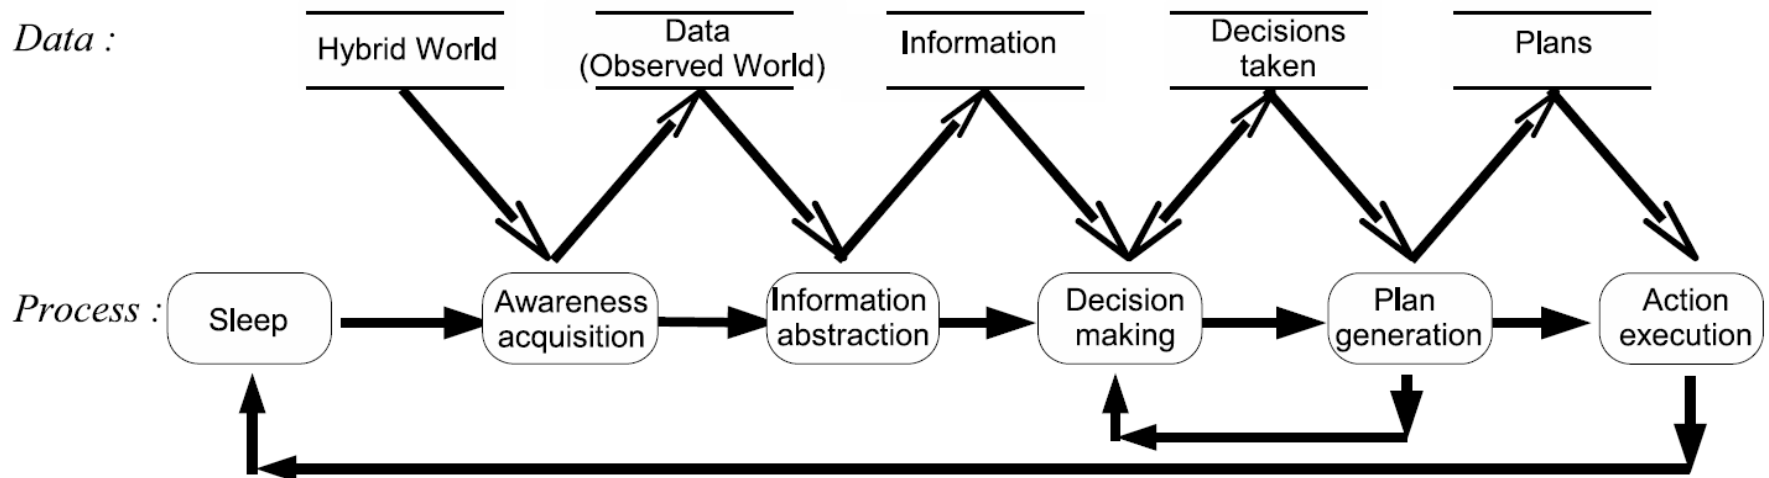 Data :
Hybrid World
Data
(Observed World)
Information
Decisions
taken
Plans
Process :
Sleep
Awareness
acquisition
Information
abstraction
Decision
making
Plan
generation
Action
execution